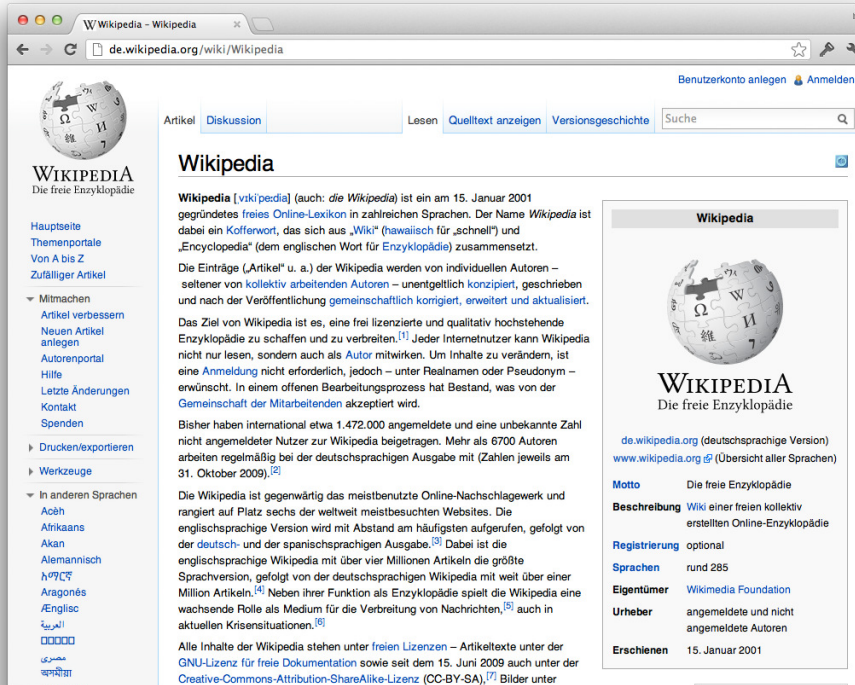 Wikipedia – Wikipedia
de.wikipedia.org/wiki/Wikipedia
Benutzerkonto anlegen Anmelden
WIKIPEDIA
Die freie Enzyklopädie
Artikel Diskussion Lesen Quelltext anzeigen Versionsgeschichte Suche
Hauptseite
Themenportale
Von A bis Z
Zufälliger Artikel
Mitmachen
Artikel verbessern
Neuen Artikel
anlegen
Autorenportal
Hilfe
Letzte Änderungen
Kontakt
Spenden
Drucken/exportieren
Werkzeuge
In anderen Sprachen
Acèh
Afrikaans
Akan
Alemannisch
አማርኛ
Aragonés
Ænglisc
العربية
مصرى
অসমীয়া
Wikipedia
Wikipedia [ˌvɪkiˈpeːdia] (auch: die Wikipedia) ist ein am 15. Januar 2001
gegründetes freies Online-Lexikon in zahlreichen Sprachen. Der Name Wikipedia ist
dabei ein Kofferwort, das sich aus „Wiki“ (hawaiisch für „schnell“) und
„Encyclopedia“ (dem englischen Wort für Enzyklopädie) zusammensetzt.
Die Einträge („Artikel“ u. a.) der Wikipedia werden von individuellen Autoren –
seltener von kollektiv arbeitenden Autoren – unentgeltlich konzipiert, geschrieben
und nach der Veröffentlichung gemeinschaftlich korrigiert, erweitert und aktualisiert.
Das Ziel von Wikipedia ist es, eine frei lizenzierte und qualitativ hochstehende
Enzyklopädie zu schaffen und zu verbreiten.[1] Jeder Internetnutzer kann Wikipedia
nicht nur lesen, sondern auch als Autor mitwirken. Um Inhalte zu verändern, ist
eine Anmeldung nicht erforderlich, jedoch – unter Realnamen oder Pseudonym –
erwünscht. In einem offenen Bearbeitungsprozess hat Bestand, was von der
Gemeinschaft der Mitarbeitenden akzeptiert wird.
Bisher haben international etwa 1.472.000 angemeldete und eine unbekannte Zahl
nicht angemeldeter Nutzer zur Wikipedia beigetragen. Mehr als 6700 Autoren
arbeiten regelmäßig bei der deutschsprachigen Ausgabe mit (Zahlen jeweils am
31. Oktober 2009).[2]
Die Wikipedia ist gegenwärtig das meistbenutzte Online-Nachschlagewerk und
rangiert auf Platz sechs der weltweit meistbesuchten Websites. Die
englischsprachige Version wird mit Abstand am häufigsten aufgerufen, gefolgt von
der deutsch- und der spanischsprachigen Ausgabe.[3] Dabei ist die
englischsprachige Wikipedia mit über vier Millionen Artikeln die größte
Sprachversion, gefolgt von der deutschsprachigen Wikipedia mit weit über einer
Million Artikeln.[4] Neben ihrer Funktion als Enzyklopädie spielt die Wikipedia eine
wachsende Rolle als Medium für die Verbreitung von Nachrichten,[5] auch in
aktuellen Krisensituationen.[6]
Alle Inhalte der Wikipedia stehen unter freien Lizenzen – Artikeltexte unter der
GNU-Lizenz für freie Dokumentation sowie seit dem 15. Juni 2009 auch unter der
Creative-Commons-Attribution-ShareAlike-Lizenz (CC-BY-SA),[7] Bilder unter
Wikipedia
WIKIPEDIA
Die freie Enzyklopädie
de.wikipedia.org (deutschsprachige Version)
www.wikipedia.org (Übersicht aller Sprachen)
Motto Die freie Enzyklopädie
Beschreibung Wiki einer freien kollektiv
erstellten Online-Enzyklopädie
Registrierung optional
Sprachen rund 285
Eigentümer Wikimedia Foundation
Urheber angemeldete und nicht
angemeldete Autoren
Erschienen 15. Januar 2001